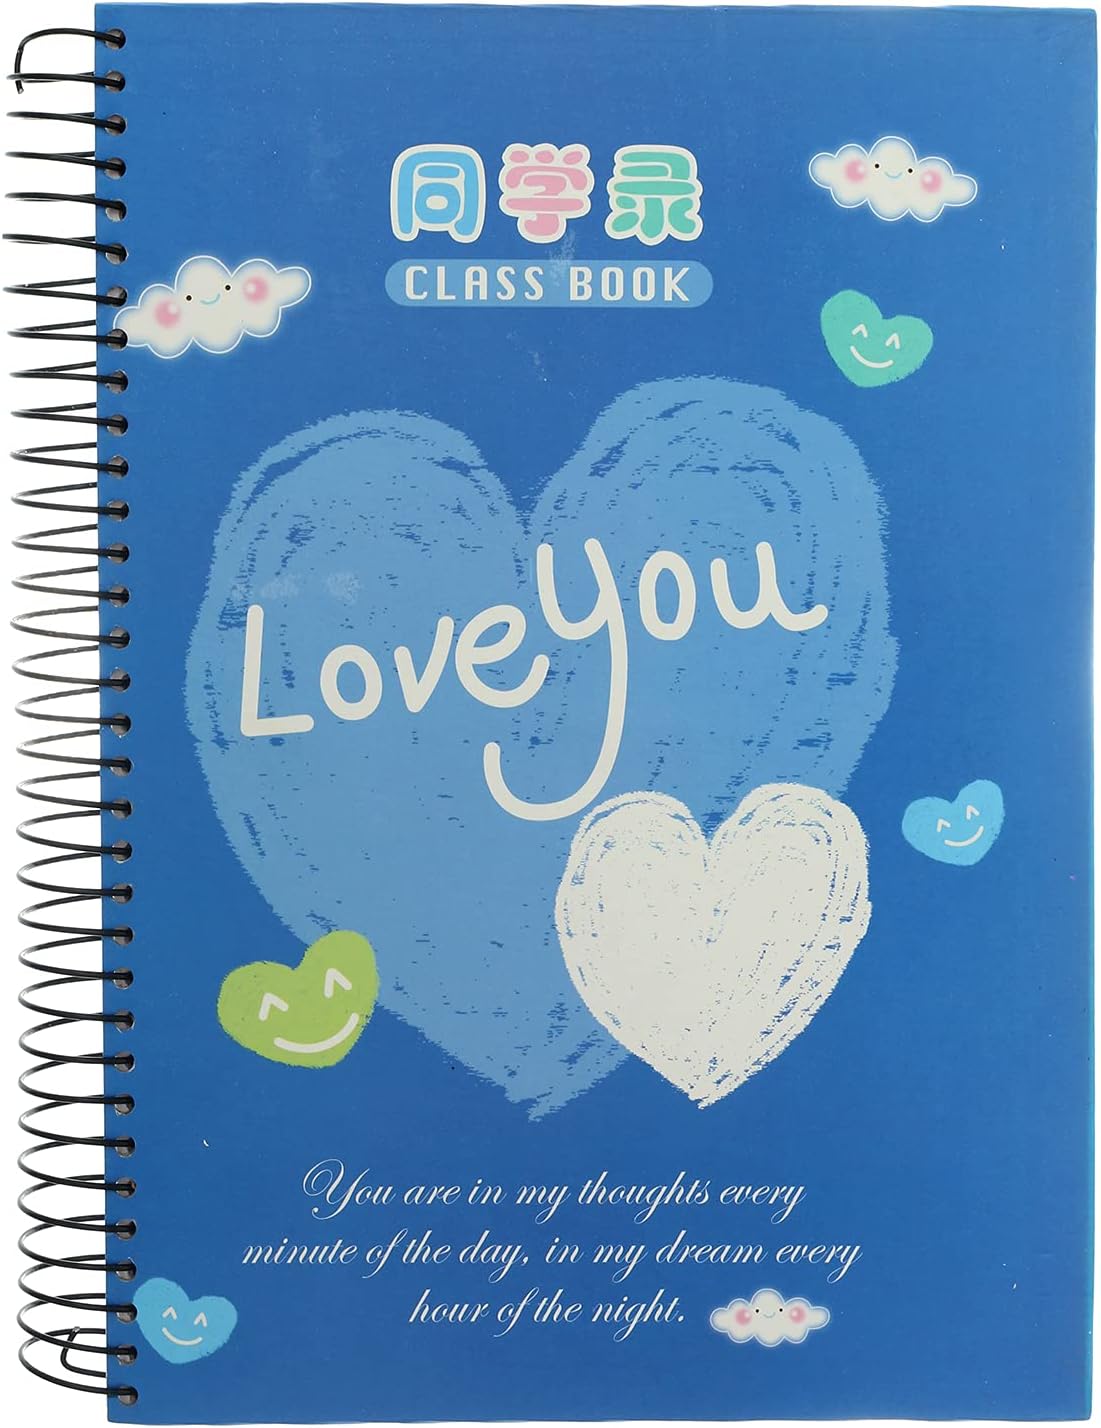 同学录
CLASS BOOK
Love you
You are in my thoughts every
minute of the day, in my dream every
hour of the night.